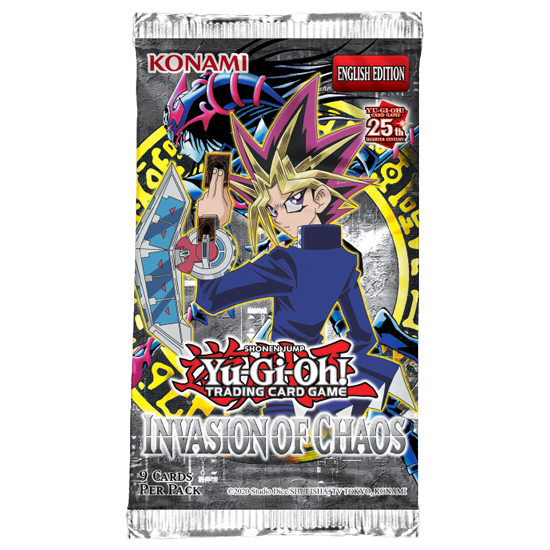 KONAMI
ENGLISH EDITION
YU-GI-OH!
CARD GAME
25th
QUARTER CENTURY
SHONEN JUMP
Yu-Gi-Oh!
TRADING CARD GAME
INVASION OF CHAOS
9 CARDS
PER PACK
©2020 Studio Dice/SHUEISHA, TV TOKYO, KONAMI